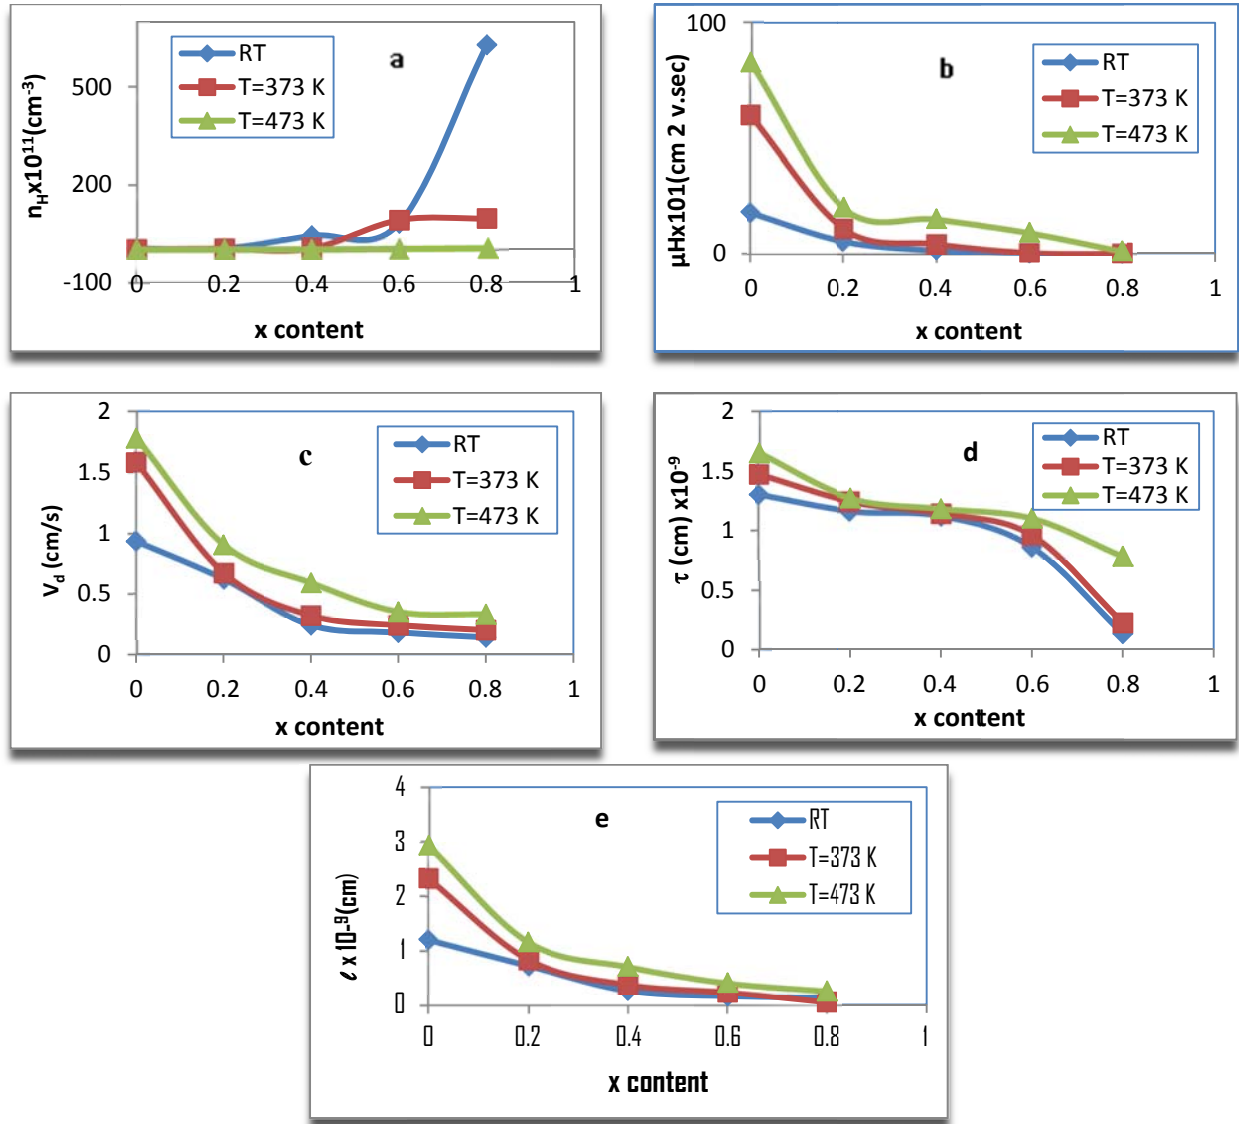 a
RT
T=373 K
T=473 K
500
200
-100
0
0.2
0.4
0.6
0.8
1
nHx10¹¹(cm⁻³)
x content
b
RT
T=373 K
T=473 K
100
0
0
0.2
0.4
0.6
0.8
1
μHx101(cm 2 v.sec)
x content
c
RT
T=373 K
T=473 K
2
1.5
1
0.5
0
0
0.2
0.4
0.6
0.8
1
Vd (cm/s)
x content
d
RT
T=373 K
T=473 K
2
1.5
1
0.5
0
0
0.2
0.4
0.6
0.8
1
τ (cm) x10⁻⁹
x content
e
RT
T=373 K
T=473 K
4
3
2
1
0
0
0.2
0.4
0.6
0.8
1
ℓ x 10-⁹(cm)
x content